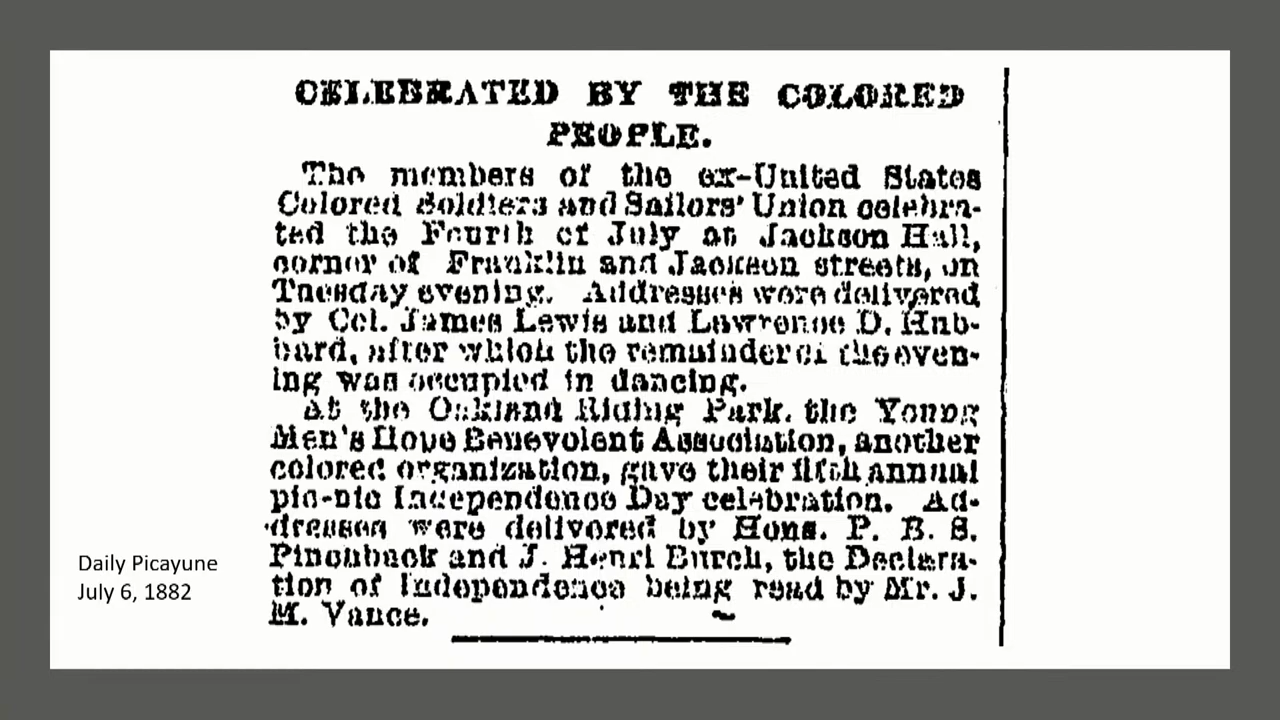 CELEBRATED BY THE COLORED
PEOPLE.
The members of the ex-United States
Colored Soldiers and Sailors' Union celebra-
ted the Fourth of July at Jackson Hall,
corner of Franklin and Jackson streets, on
Tuesday evening. Addresses were delivered
by Col. James Lewis and Lawrence D. Hub-
bard, after which the remainder of the even-
ing was occupied in dancing.
At the Oakland Riding Park, the Young
Men's Hope Benevolent Association, another
colored organization, gave their fifth annual
pic-nic Independence Day celebration. Ad-
dresses were delivered by Hons. P. B. S.
Pinchback and J. Henri Burch, the Declara-
tion of Independence being read by Mr. J.
M. Vance.
Daily Picayune
July 6, 1882